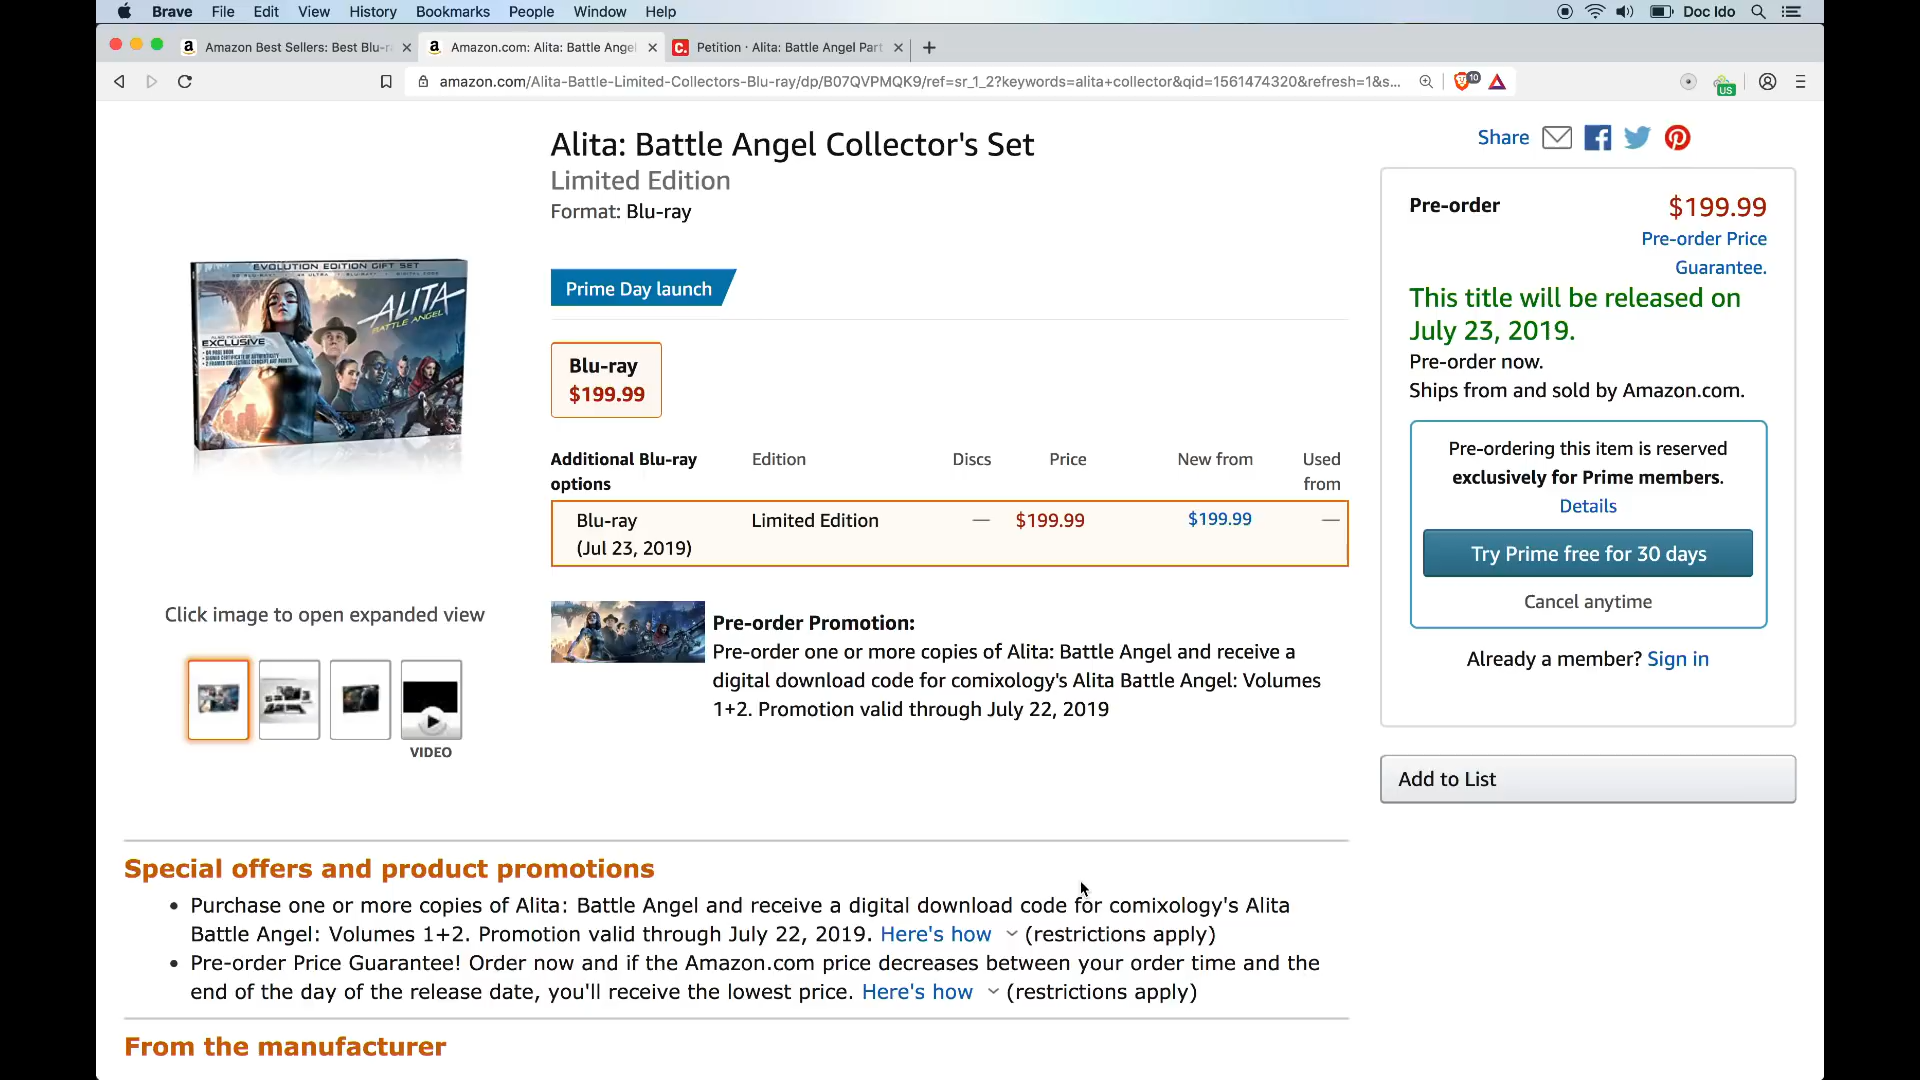 Brave File Edit View History Bookmarks People Window Help Doc Ido
Amazon Best Sellers: Best Blu-r
Amazon.com: Alita: Battle Angel
Petition · Alita: Battle Angel Part
amazon.com/Alita-Battle-Limited-Collectors-Blu-ray/dp/B07QVPMQK9/ref=sr_1_2?keywords=alita+collector&qid=1561474320&refresh=1&s...
10
US
Alita: Battle Angel Collector's Set
Limited Edition
Format: Blu-ray
Prime Day launch
Blu-ray
$199.99
Additional Blu-ray options Edition Discs Price New from Used from
Blu-ray (Jul 23, 2019) Limited Edition — $199.99 $199.99 —
Pre-order Promotion:
Pre-order one or more copies of Alita: Battle Angel and receive a
digital download code for comixology's Alita Battle Angel: Volumes
1+2. Promotion valid through July 22, 2019
EVOLUTION EDITION GIFT SET
ALITA
BATTLE ANGEL
EXCLUSIVE
Click image to open expanded view
VIDEO
Share
Pre-order $199.99
Pre-order Price
Guarantee.
This title will be released on
July 23, 2019.
Pre-order now.
Ships from and sold by Amazon.com.
Pre-ordering this item is reserved
exclusively for Prime members.
Details
Try Prime free for 30 days
Cancel anytime
Already a member? Sign in
Add to List
Special offers and product promotions
• Purchase one or more copies of Alita: Battle Angel and receive a digital download code for comixology's Alita
Battle Angel: Volumes 1+2. Promotion valid through July 22, 2019. Here's how (restrictions apply)
• Pre-order Price Guarantee! Order now and if the Amazon.com price decreases between your order time and the
end of the day of the release date, you'll receive the lowest price. Here's how (restrictions apply)
From the manufacturer